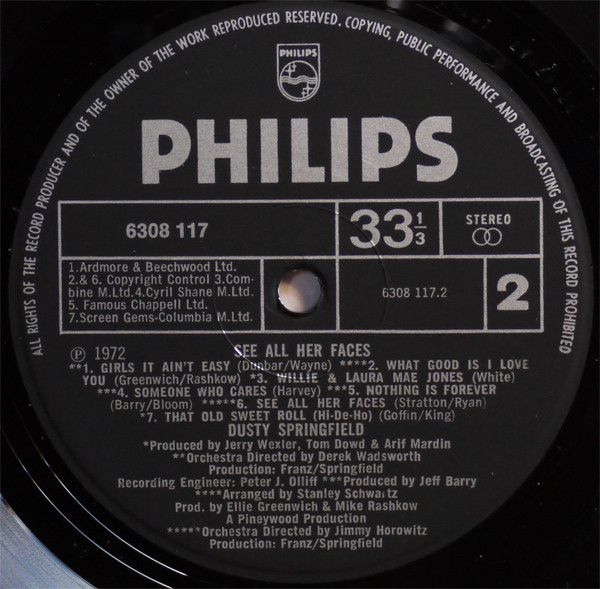 ALL RIGHTS OF THE RECORD PRODUCER AND OF THE OWNER OF THE WORK REPRODUCED RESERVED. COPYING, PUBLIC PERFORMANCE AND BROADCASTING OF THIS RECORD PROHIBITED
PHILIPS
PHILIPS
6308 117
33 1/3
STEREO
1.Ardmore & Beechwood Ltd.
2.& 6. Copyright Control 3.Com-
bine M.Ltd.4.Cyril Shane M.Ltd.
5. Famous Chappell Ltd.
7.Screen Gems-Columbia M.Ltd.
6308 117.2
2
Ⓟ 1972
SEE ALL HER FACES
**1. GIRLS IT AIN'T EASY (Dunbar/Wayne) ****2. WHAT GOOD IS I LOVE
YOU (Greenwich/Rashkow) *3. WILLIE & LAURA MAE JONES (White)
***4. SOMEONE WHO CARES (Harvey) ***5. NOTHING IS FOREVER
(Barry/Bloom) *****6. SEE ALL HER FACES (Stratton/Ryan)
*7. THAT OLD SWEET ROLL (Hi-De-Ho) (Goffin/King)
DUSTY SPRINGFIELD
*Produced by Jerry Wexler, Tom Dowd & Arif Mardin
**Orchestra Directed by Derek Wadsworth
Production: Franz/Springfield
Recording Engineer: Peter J. Olliff ***Produced by Jeff Barry
****Arranged by Stanley Schwartz
Prod. by Ellie Greenwich & Mike Rashkow
A Pineywood Production
*****Orchestra Directed by Jimmy Horowitz
Production: Franz/Springfield